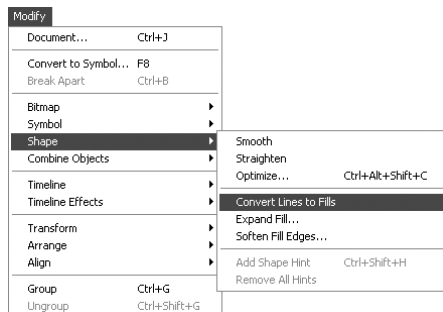 Modify
Document... Ctrl+J
Convert to Symbol... F8
Break Apart Ctrl+B
Bitmap
Symbol
Shape
Combine Objects
Timeline
Timeline Effects
Transform
Arrange
Align
Group Ctrl+G
Ungroup Ctrl+Shift+G
Smooth
Straighten
Optimize... Ctrl+Alt+Shift+C
Convert Lines to Fills
Expand Fill...
Soften Fill Edges...
Add Shape Hint Ctrl+Shift+H
Remove All Hints